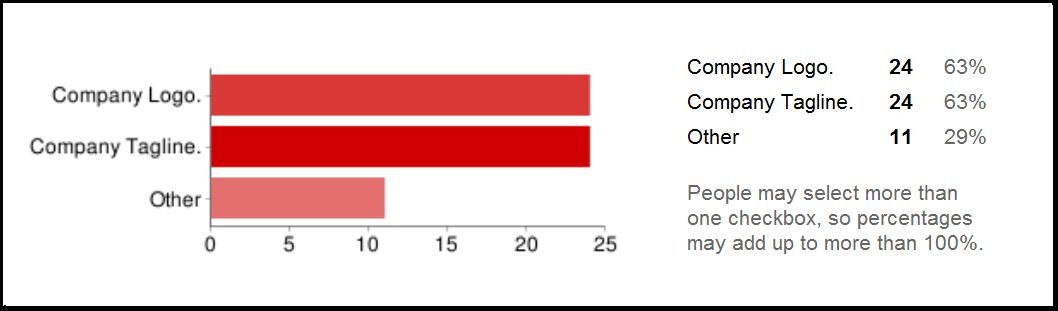 Company Logo.
Company Tagline.
Other
0 5 10 15 20 25
Company Logo. 24 63%
Company Tagline. 24 63%
Other 11 29%
People may select more than
one checkbox, so percentages
may add up to more than 100%.